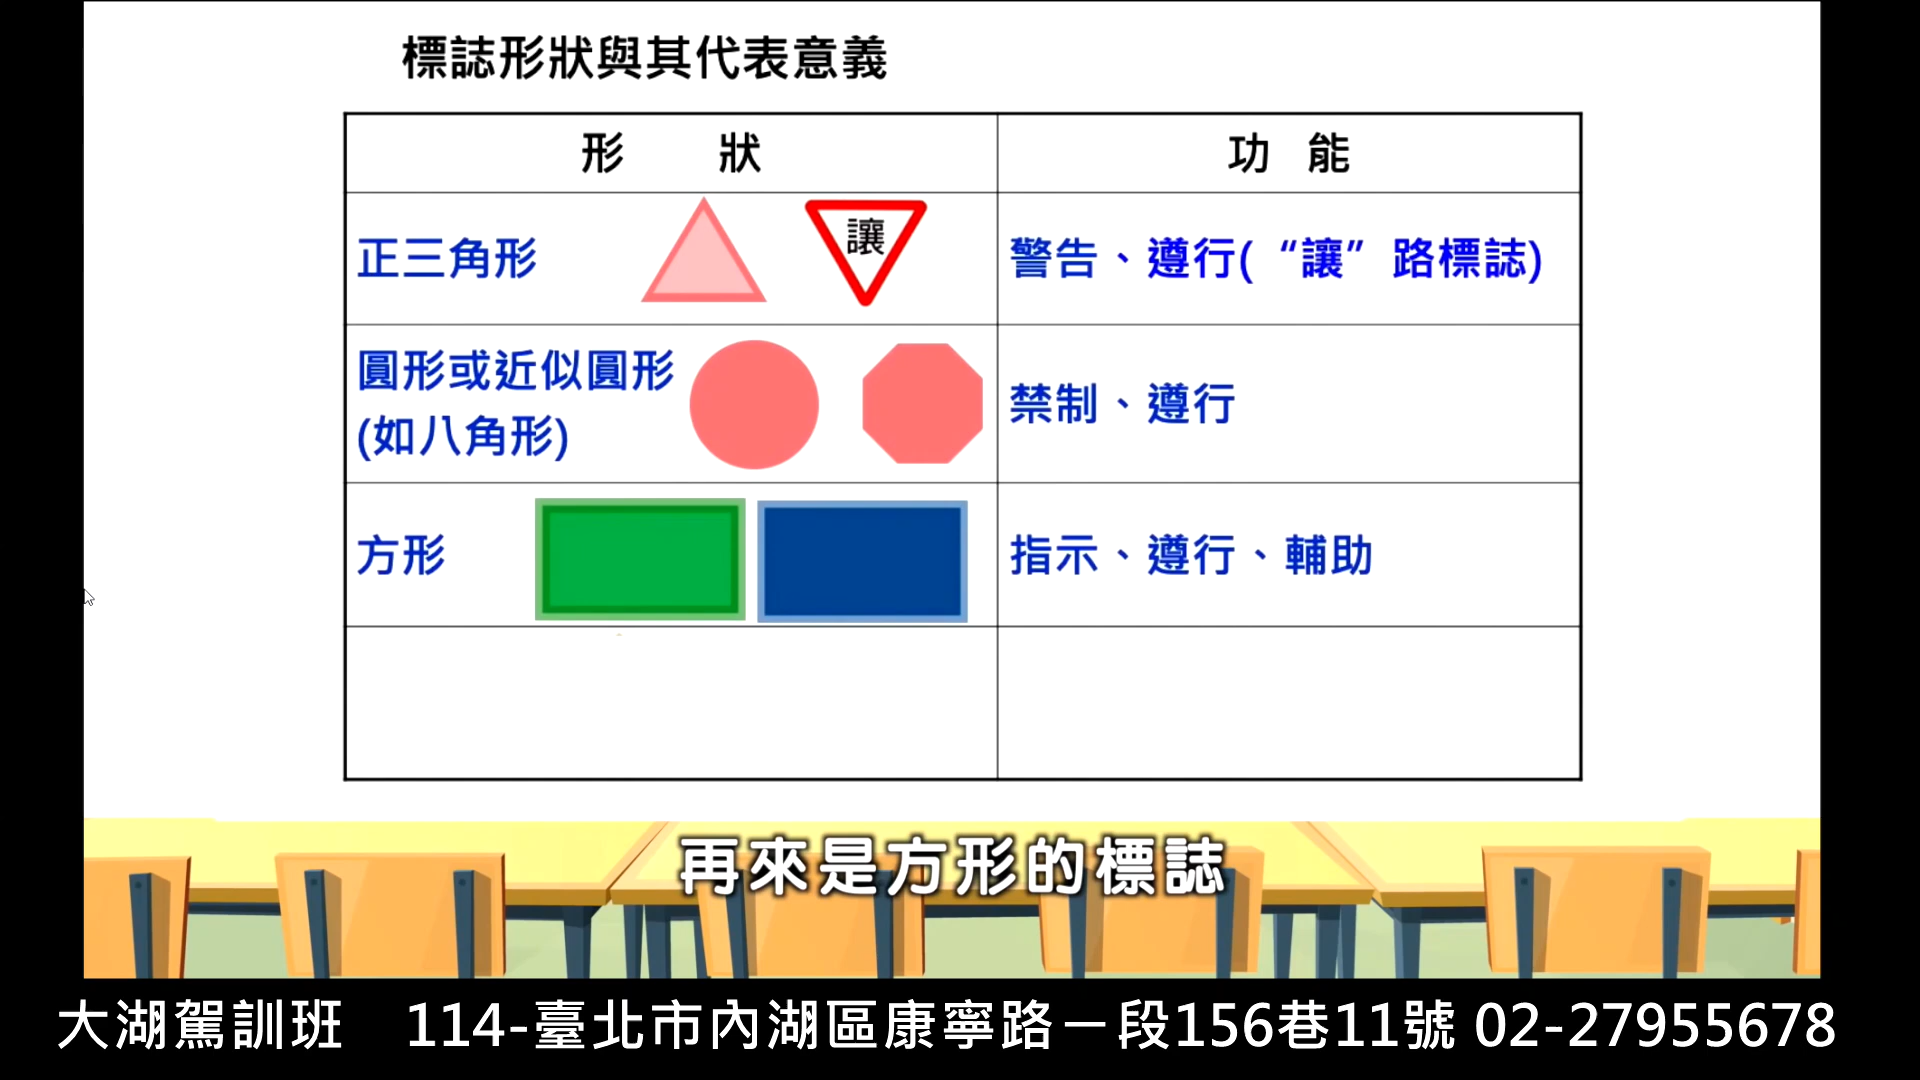 標誌形狀與其代表意義
形 狀
功 能
正三角形
讓
警告、遵行(“讓”路標誌)
圓形或近似圓形
(如八角形)
禁制、遵行
方形
指示、遵行、輔助
再來是方形的標誌
大湖駕訓班 114-臺北市內湖區康寧路一段156巷11號 02-27955678